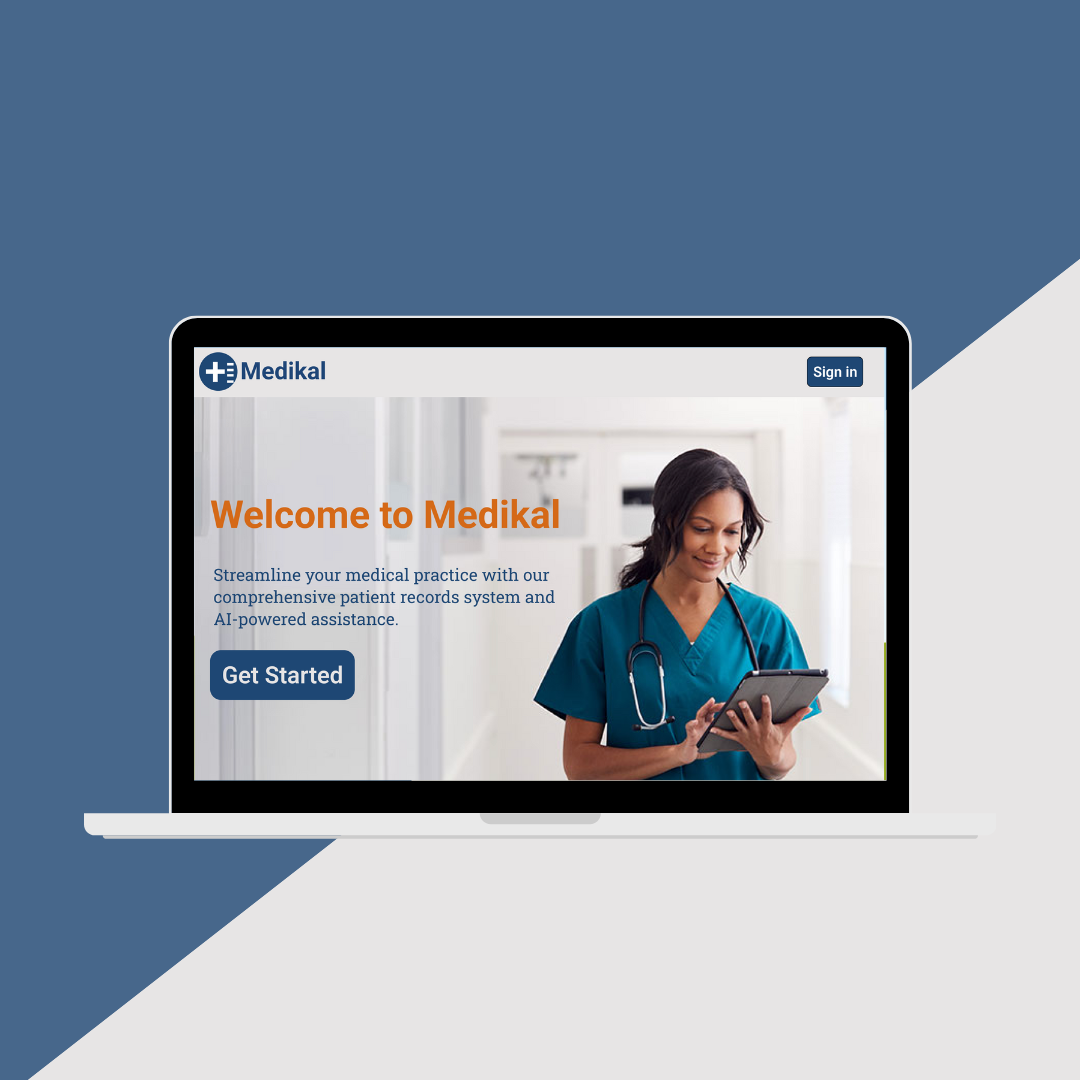 Medikal
Sign in
Welcome to Medikal
Streamline your medical practice with our
comprehensive patient records system and
AI-powered assistance.
Get Started